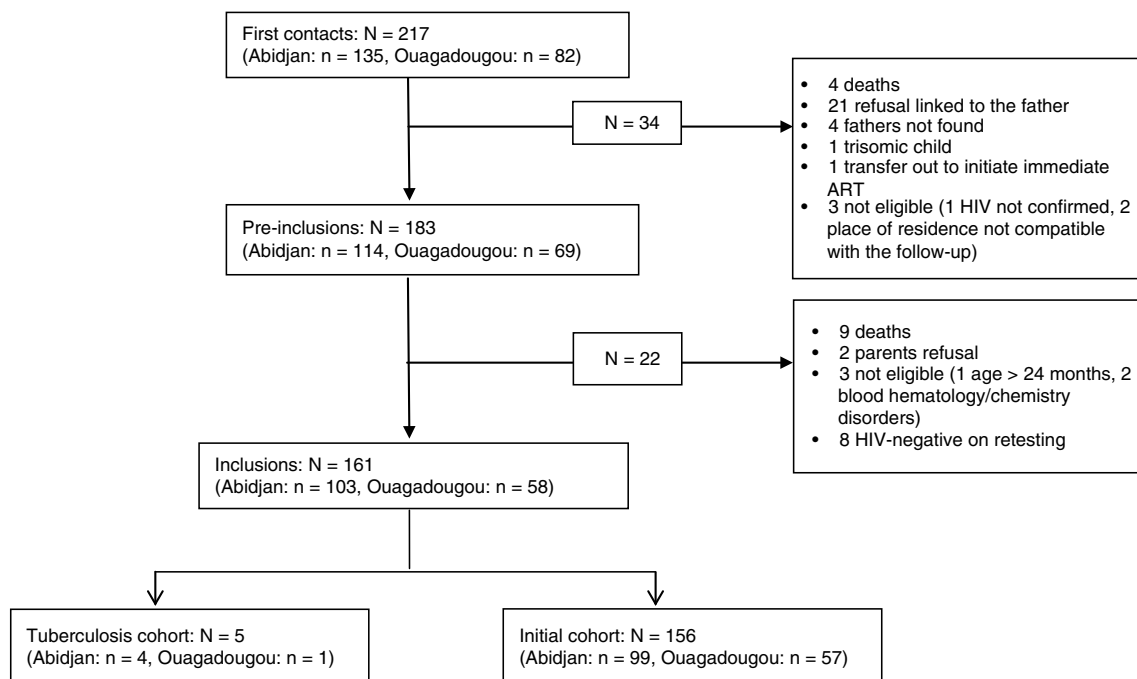 First contacts: N = 217
(Abidjan: n = 135, Ouagadougou: n = 82)
N = 34
• 4 deaths
• 21 refusal linked to the father
• 4 fathers not found
• 1 trisomic child
• 1 transfer out to initiate immediate
ART
• 3 not eligible (1 HIV not confirmed, 2
place of residence not compatible
with the follow-up)
Pre-inclusions: N = 183
(Abidjan: n = 114, Ouagadougou: n = 69)
N = 22
• 9 deaths
• 2 parents refusal
• 3 not eligible (1 age > 24 months, 2
blood hematology/chemistry
disorders)
• 8 HIV-negative on retesting
Inclusions: N = 161
(Abidjan: n = 103, Ouagadougou: n = 58)
Tuberculosis cohort: N = 5
(Abidjan: n = 4, Ouagadougou: n = 1)
Initial cohort: N = 156
(Abidjan: n = 99, Ouagadougou: n = 57)